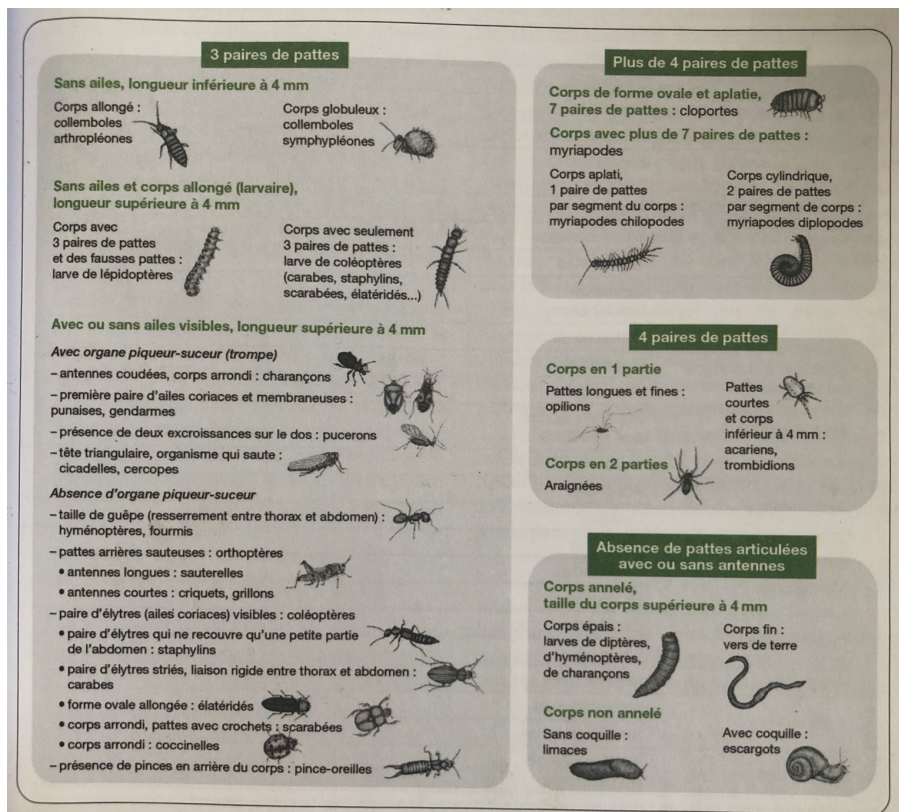 3 paires de pattes
Sans ailes, longueur inférieure à 4 mm
Corps allongé :
collemboles
arthropléones
Corps globuleux :
collemboles
symphypléones
Sans ailes et corps allongé (larvaire),
longueur supérieure à 4 mm
Corps avec
3 paires de pattes
et des fausses pattes :
larve de lépidoptères
Corps avec seulement
3 paires de pattes :
larve de coléoptères
(carabes, staphylins,
scarabées, élatéridés...)
Avec ou sans ailes visibles, longueur supérieure à 4 mm
Avec organe piqueur-suceur (trompe)
– antennes coudées, corps arrondi : charançons
– première paire d'ailes coriaces et membraneuses :
punaises, gendarmes
– présence de deux excroissances sur le dos : pucerons
– tête triangulaire, organisme qui saute :
cicadelles, cercopes
Absence d'organe piqueur-suceur
– taille de guêpe (resserrement entre thorax et abdomen) :
hyménoptères, fourmis
– pattes arrières sauteuses : orthoptères
• antennes longues : sauterelles
• antennes courtes : criquets, grillons
– paire d'élytres (ailes coriaces) visibles : coléoptères
• paire d'élytres qui ne recouvre qu'une petite partie
de l'abdomen : staphylins
• paire d'élytres striés, liaison rigide entre thorax et abdomen :
carabes
• forme ovale allongée : élatéridés
• corps arrondi, pattes avec crochets : scarabées
• corps arrondi : coccinelles
– présence de pinces en arrière du corps : pince-oreilles
Plus de 4 paires de pattes
Corps de forme ovale et aplatie,
7 paires de pattes : cloportes
Corps avec plus de 7 paires de pattes :
myriapodes
Corps aplati,
1 paire de pattes
par segment du corps :
myriapodes chilopodes
Corps cylindrique,
2 paires de pattes
par segment de corps :
myriapodes diplopodes
4 paires de pattes
Corps en 1 partie
Pattes longues et fines :
opilions
Pattes
courtes
et corps
inférieur à 4 mm :
acariens,
trombidions
Corps en 2 parties
Araignées
Absence de pattes articulées
avec ou sans antennes
Corps annelé,
taille du corps supérieure à 4 mm
Corps épais :
larves de diptères,
d'hyménoptères,
de charançons
Corps fin :
vers de terre
Corps non annelé
Sans coquille :
limaces
Avec coquille :
escargots